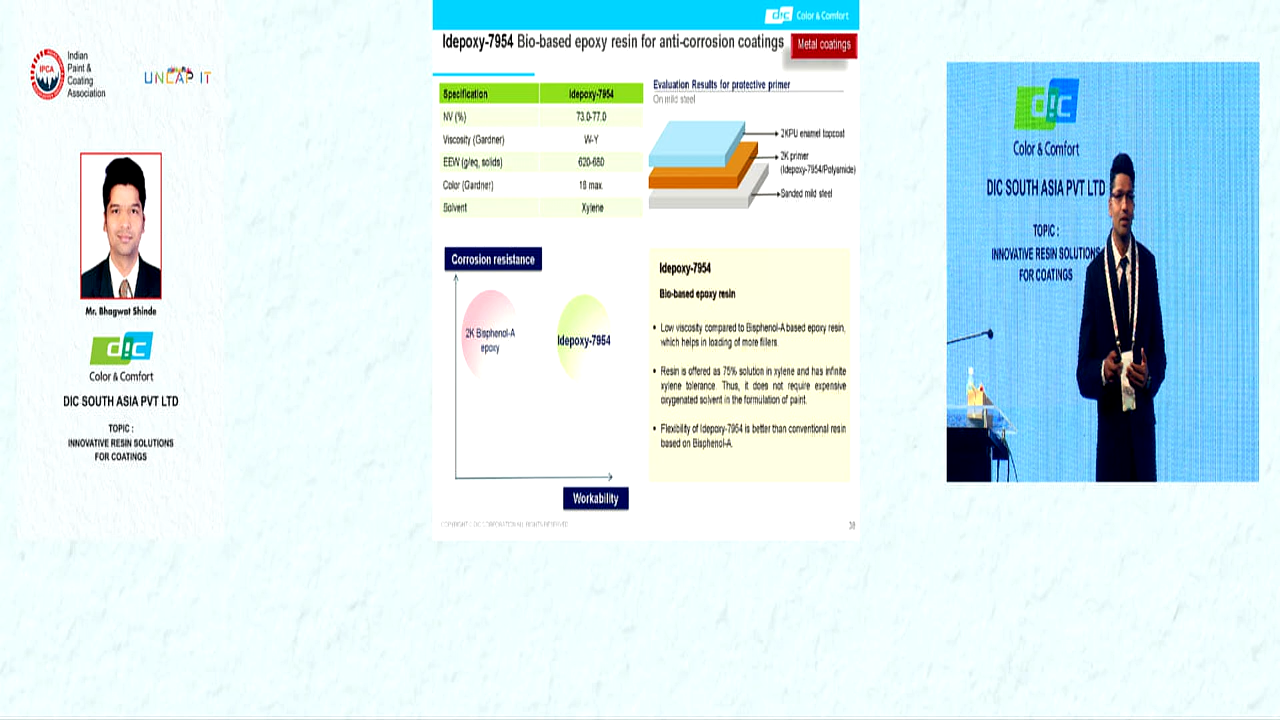 IPCA
Indian
Paint &
Coating
Association
UNCAP IT
Mr. Bhagwat Shinde
dic
Color & Comfort
DIC SOUTH ASIA PVT LTD
TOPIC :
INNOVATIVE RESIN SOLUTIONS
FOR COATINGS
dic Color & Comfort
Idepoxy-7954 Bio-based epoxy resin for anti-corrosion coatings
Metal coatings
Specification Idepoxy-7954
NV (%) 73.0-77.0
Viscosity (Gardner) W-Y
EEW (g/eq, solids) 620-680
Color (Gardner) 18 max.
Solvent Xylene
Evaluation Results for protective primer
On mild steel
2KPU enamel topcoat
2K primer
(Idepoxy-7954/Polyamide)
Sanded mild steel
Corrosion resistance
2K Bisphenol-A
epoxy
Idepoxy-7954
Workability
Idepoxy-7954
Bio-based epoxy resin
• Low viscosity compared to Bisphenol-A based epoxy resin,
which helps in loading of more fillers.
• Resin is offered as 75% solution in xylene and has infinite
xylene tolerance. Thus, it does not require expensive
oxygenated solvent in the formulation of paint.
• Flexibility of Idepoxy-7954 is better than conventional resin
based on Bisphenol-A.
dic
Color & Comfort
DIC SOUTH ASIA PVT LTD
TOPIC :
INNOVATIVE RESIN SOLUTIONS
FOR COATINGS